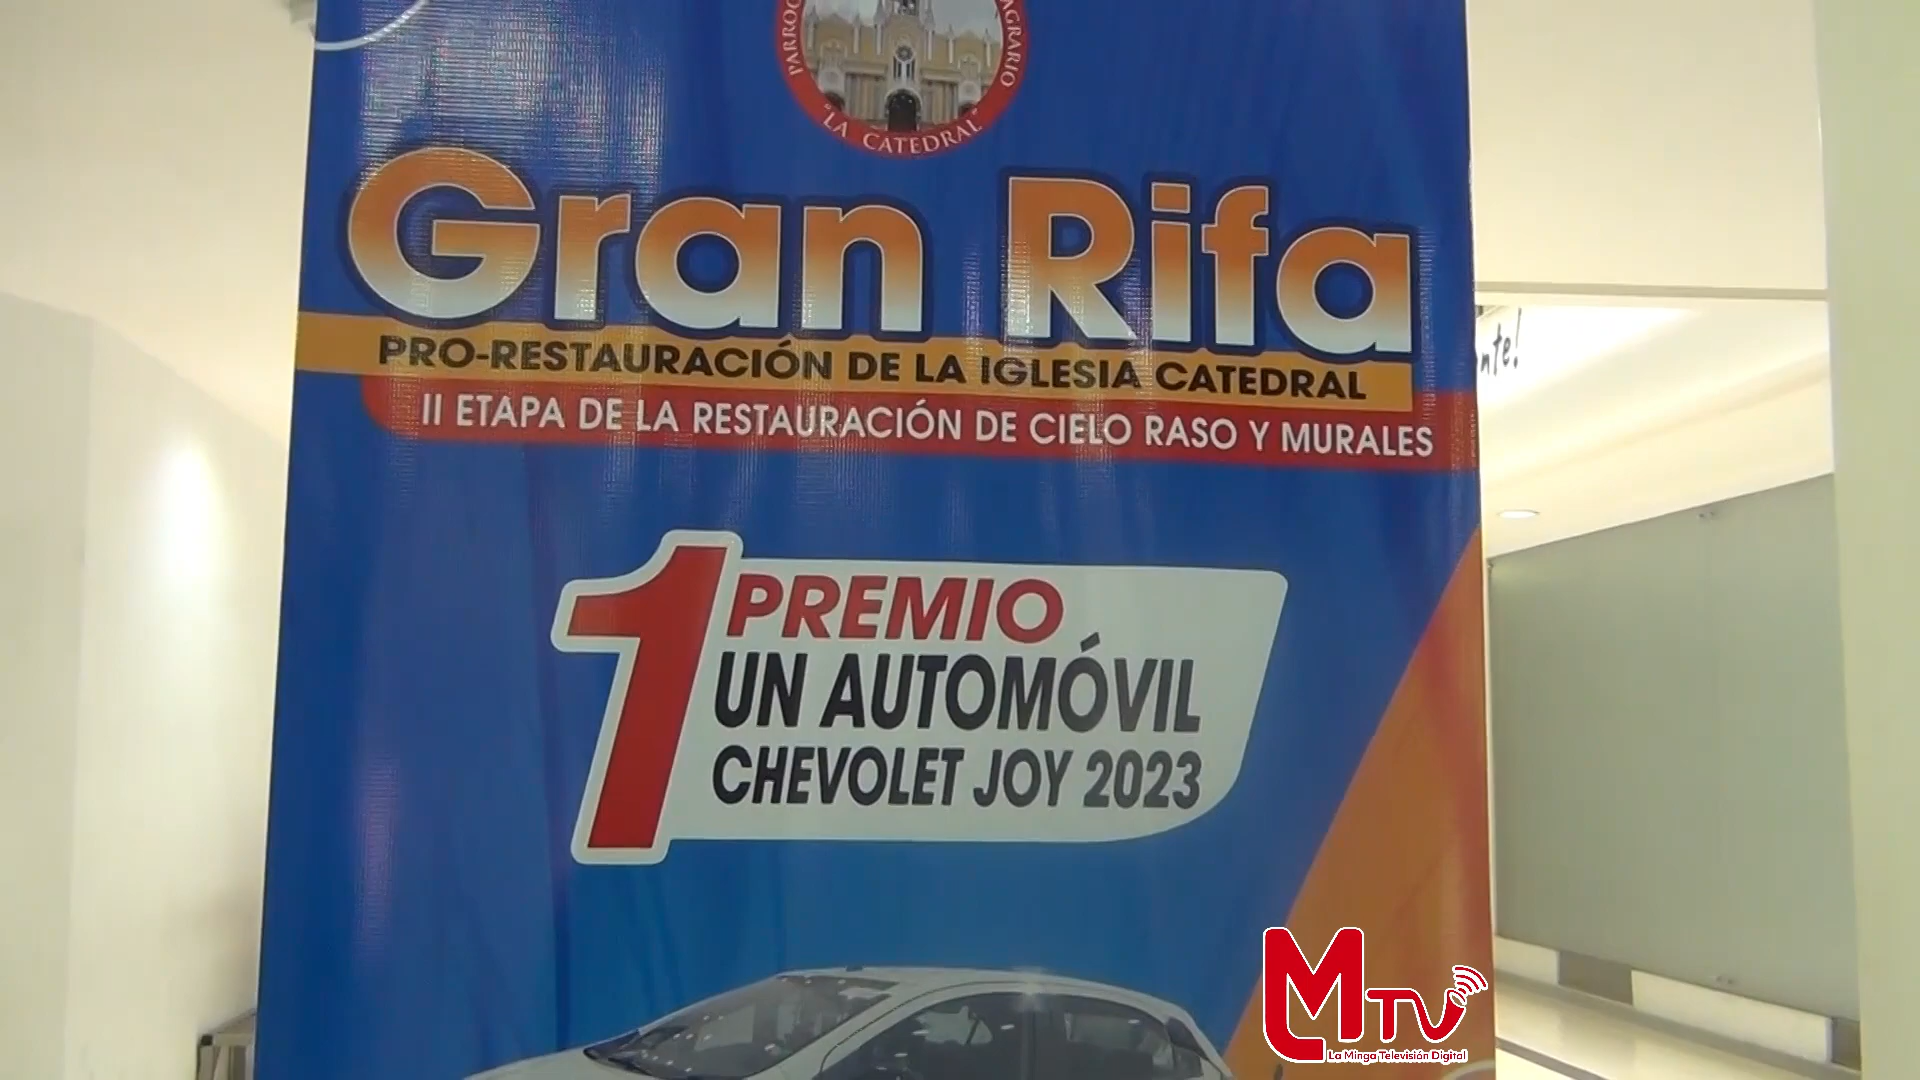 "LA CATEDRAL"
Gran Rifa
PRO-RESTAURACIÓN DE LA IGLESIA CATEDRAL
II ETAPA DE LA RESTAURACIÓN DE CIELO RASO Y MURALES
1 PREMIO
UN AUTOMÓVIL
CHEVOLET JOY 2023
MTV
La Minga Televisión Digital